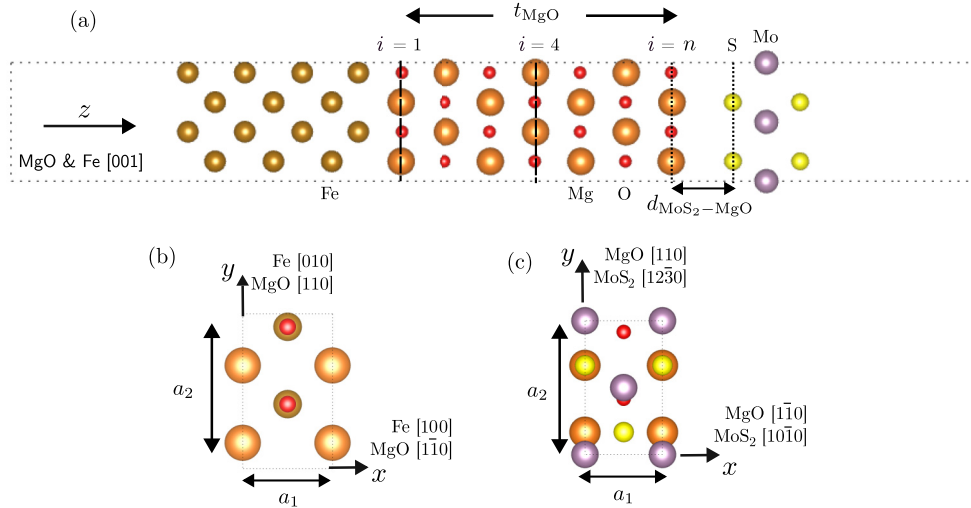 (a)
t_MgO
i = 1
i = 4
i = n
S
Mo
z
MgO & Fe [001]
Fe
Mg
O
d_MoS₂−MgO
(b)
Fe [010]
MgO [110]
y
a₂
Fe [100]
MgO [11̄0]
x
a₁
(c)
MgO [110]
MoS₂ [123̄0]
y
a₂
MgO [11̄0]
MoS₂ [101̄0]
x
a₁